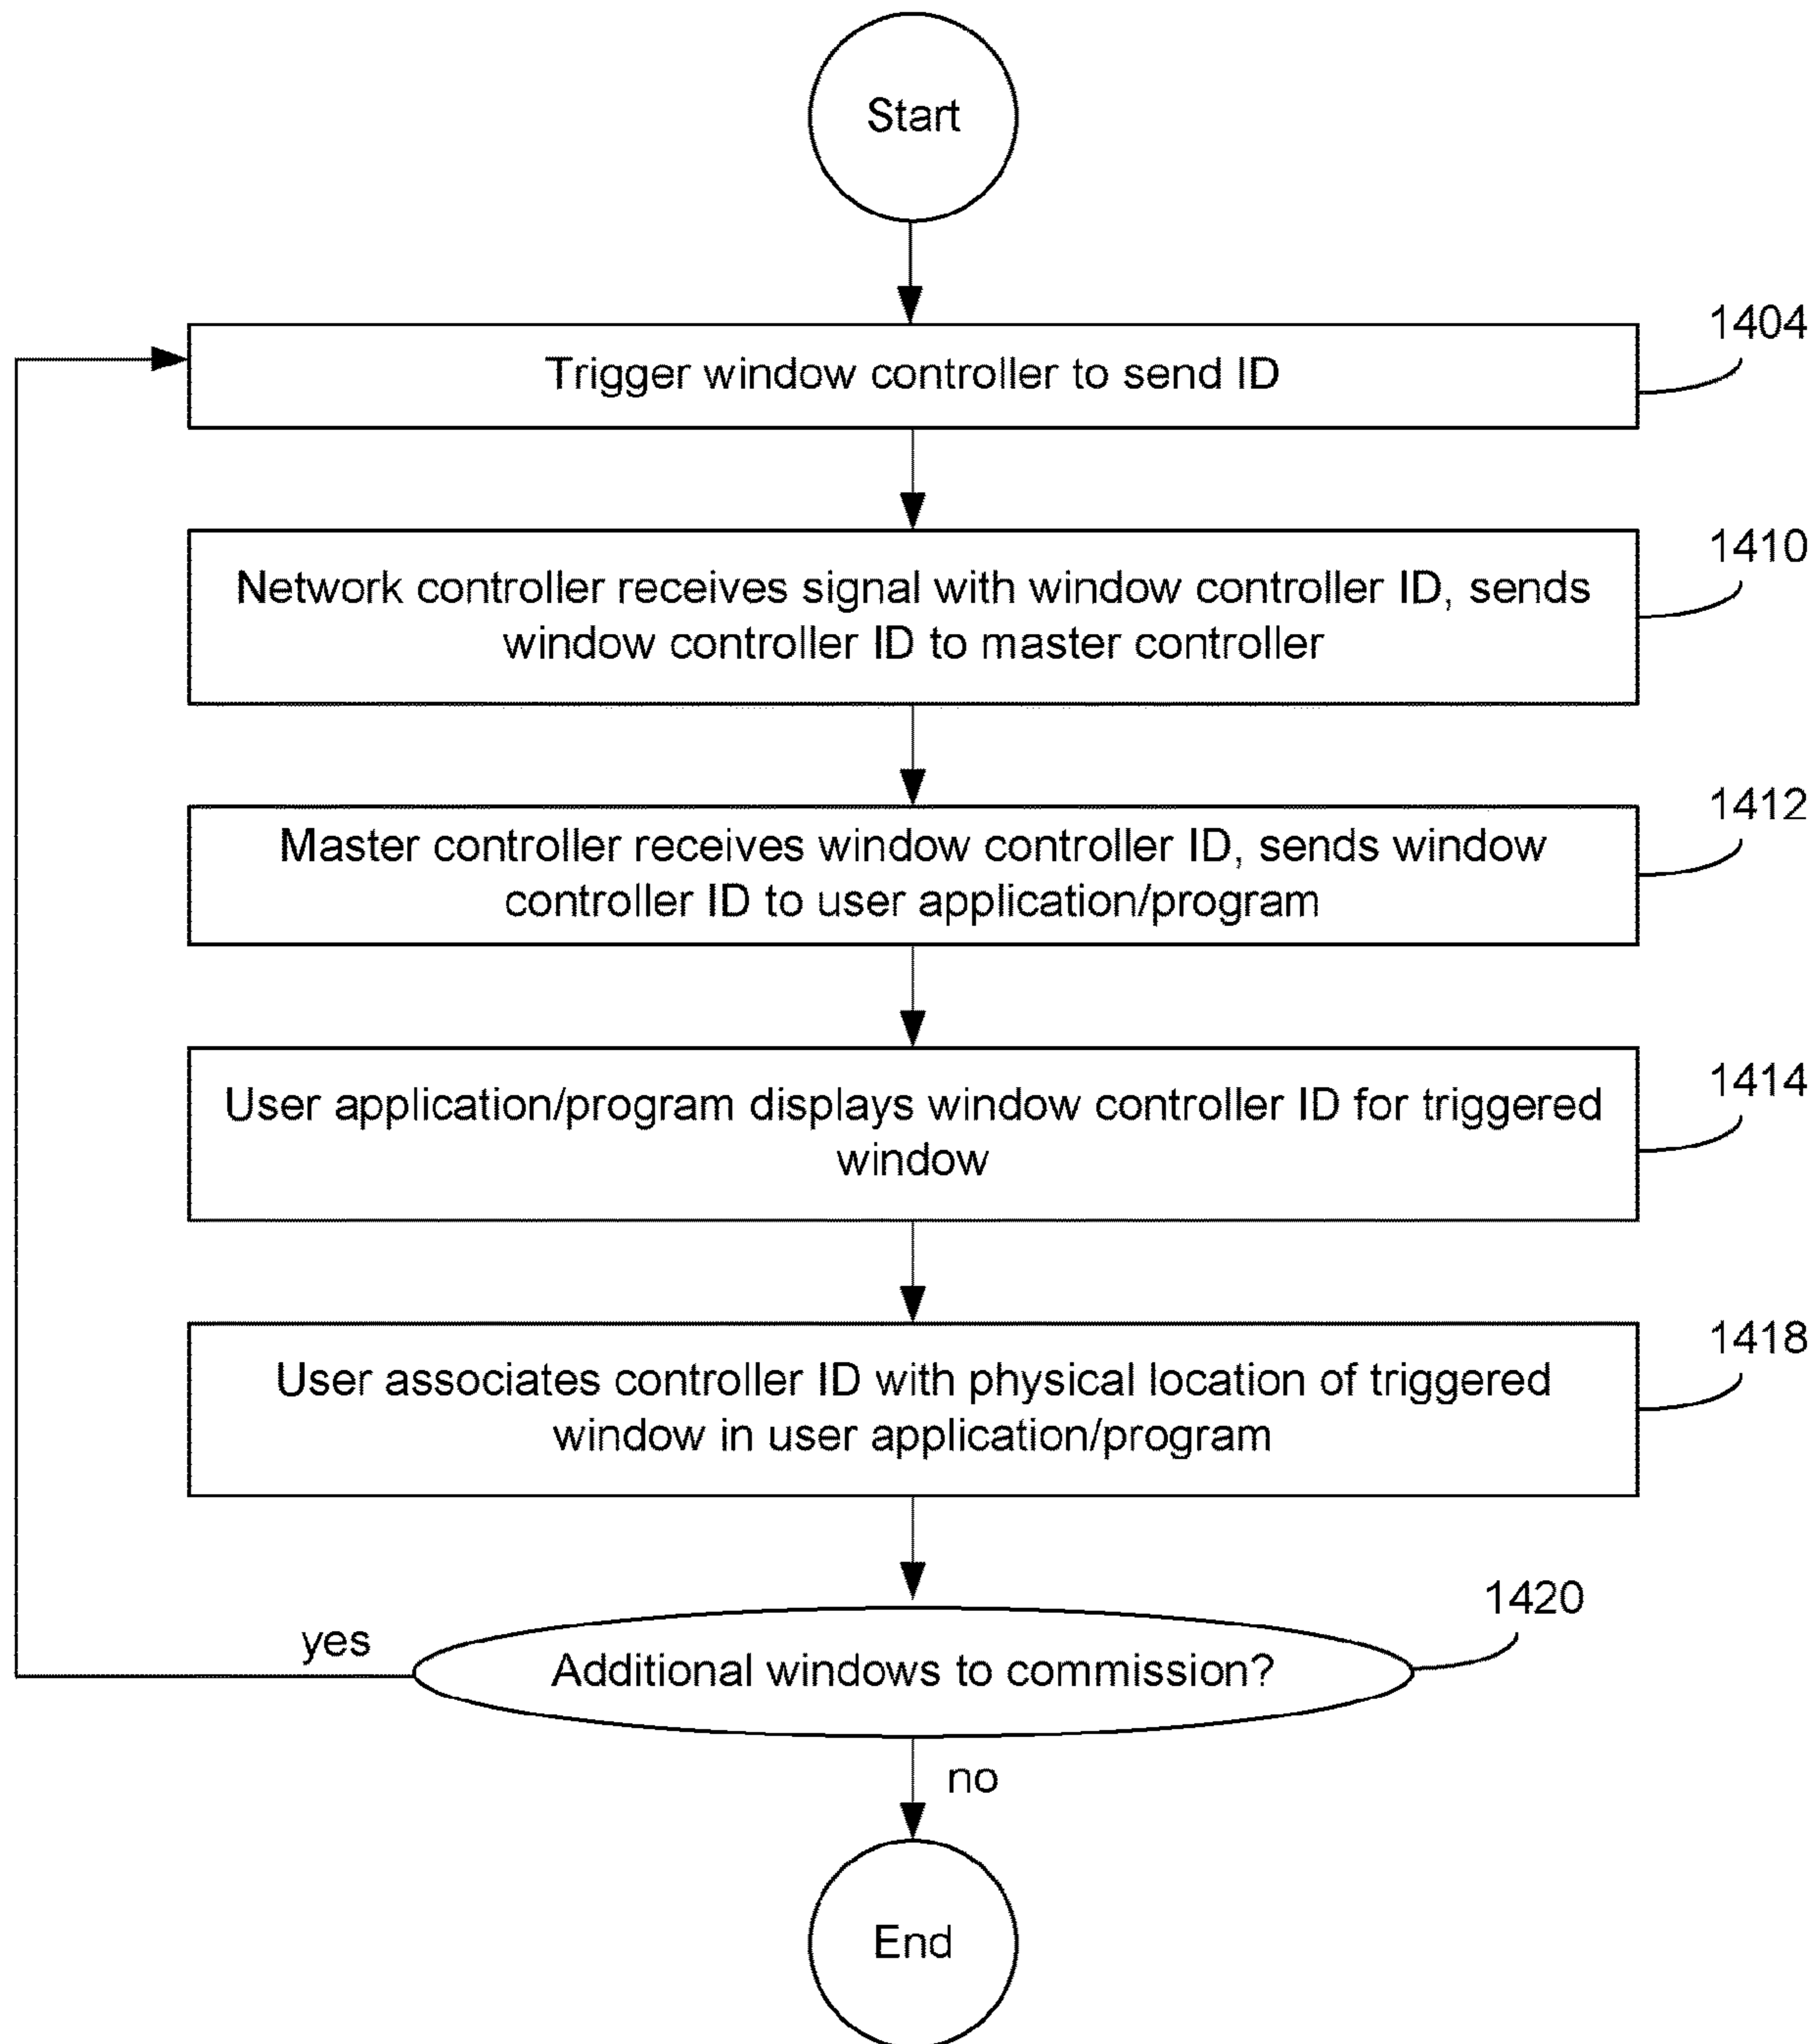 Start
1404
Trigger window controller to send ID
1410
Network controller receives signal with window controller ID, sends
window controller ID to master controller
1412
Master controller receives window controller ID, sends window
controller ID to user application/program
1414
User application/program displays window controller ID for triggered
window
1418
User associates controller ID with physical location of triggered
window in user application/program
1420
yes
Additional windows to commission?
no
End